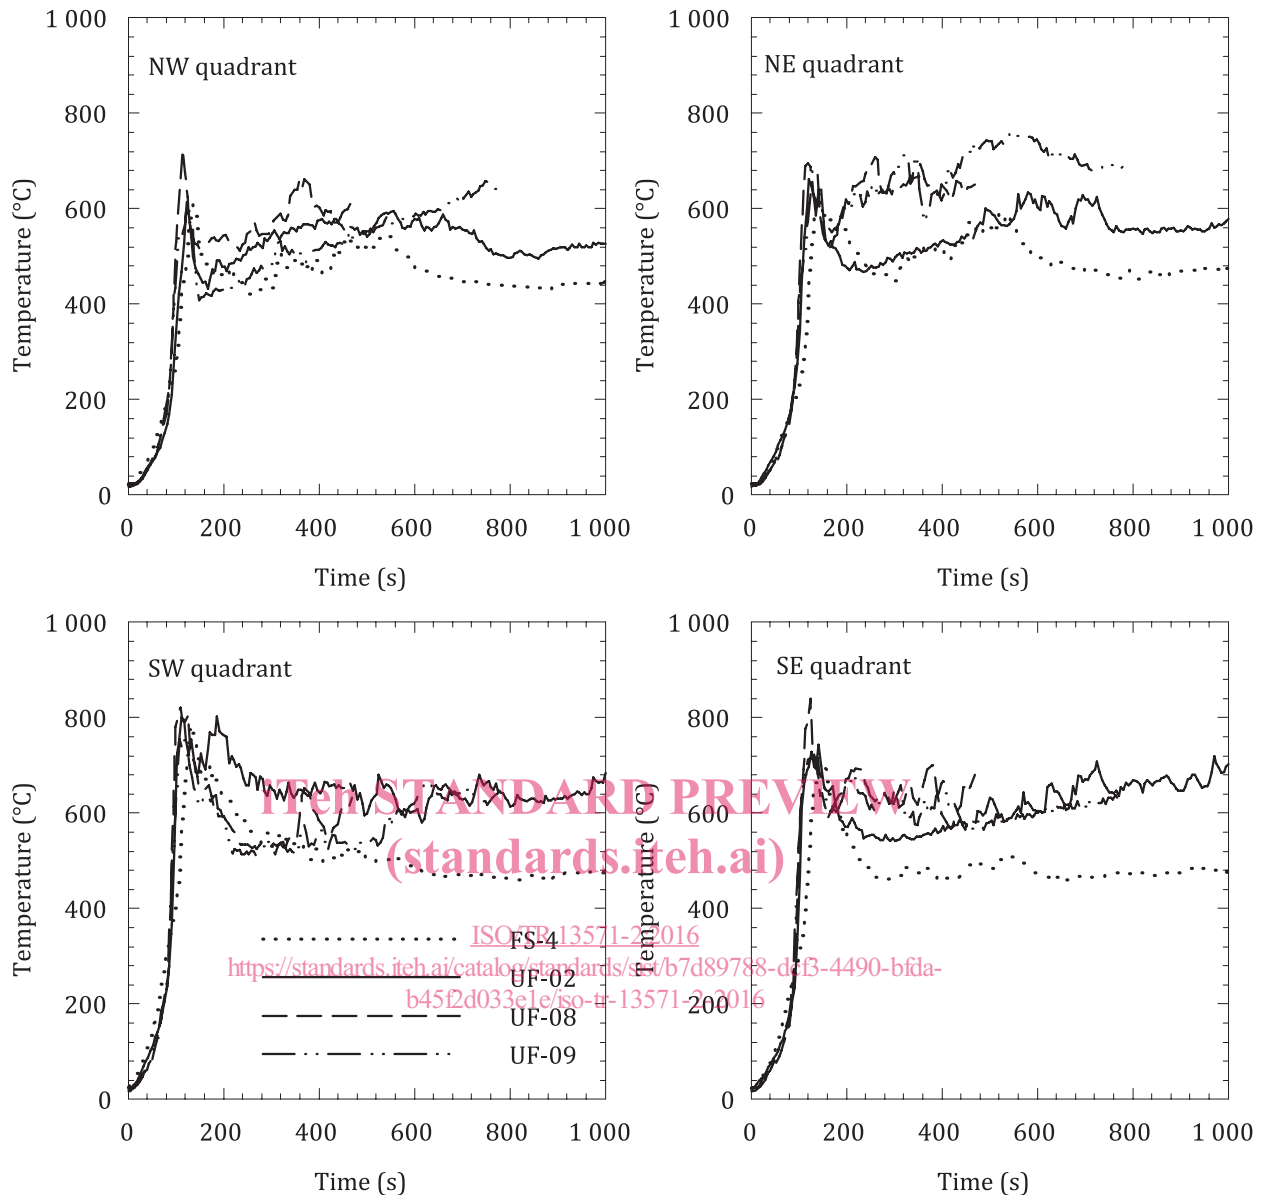 1 000
800
600
400
200
0
Temperature (°C)
NW quadrant
0 200 400 600 800 1 000
Time (s)
1 000
800
600
400
200
0
Temperature (°C)
NE quadrant
0 200 400 600 800 1 000
Time (s)
1 000
800
600
400
200
0
Temperature (°C)
SW quadrant
FS-4
UF-02
UF-08
UF-09
0 200 400 600 800 1 000
Time (s)
1 000
800
600
400
200
0
Temperature (°C)
SE quadrant
0 200 400 600 800 1 000
Time (s)
iTeh STANDARD PREVIEW
(standards.iteh.ai)
ISO/TR 13571-2:2016
https://standards.iteh.ai/catalog/standards/sist/b7d89788-dcf3-4490-bfda-
b45f2d033e1e/iso-tr-13571-2-2016